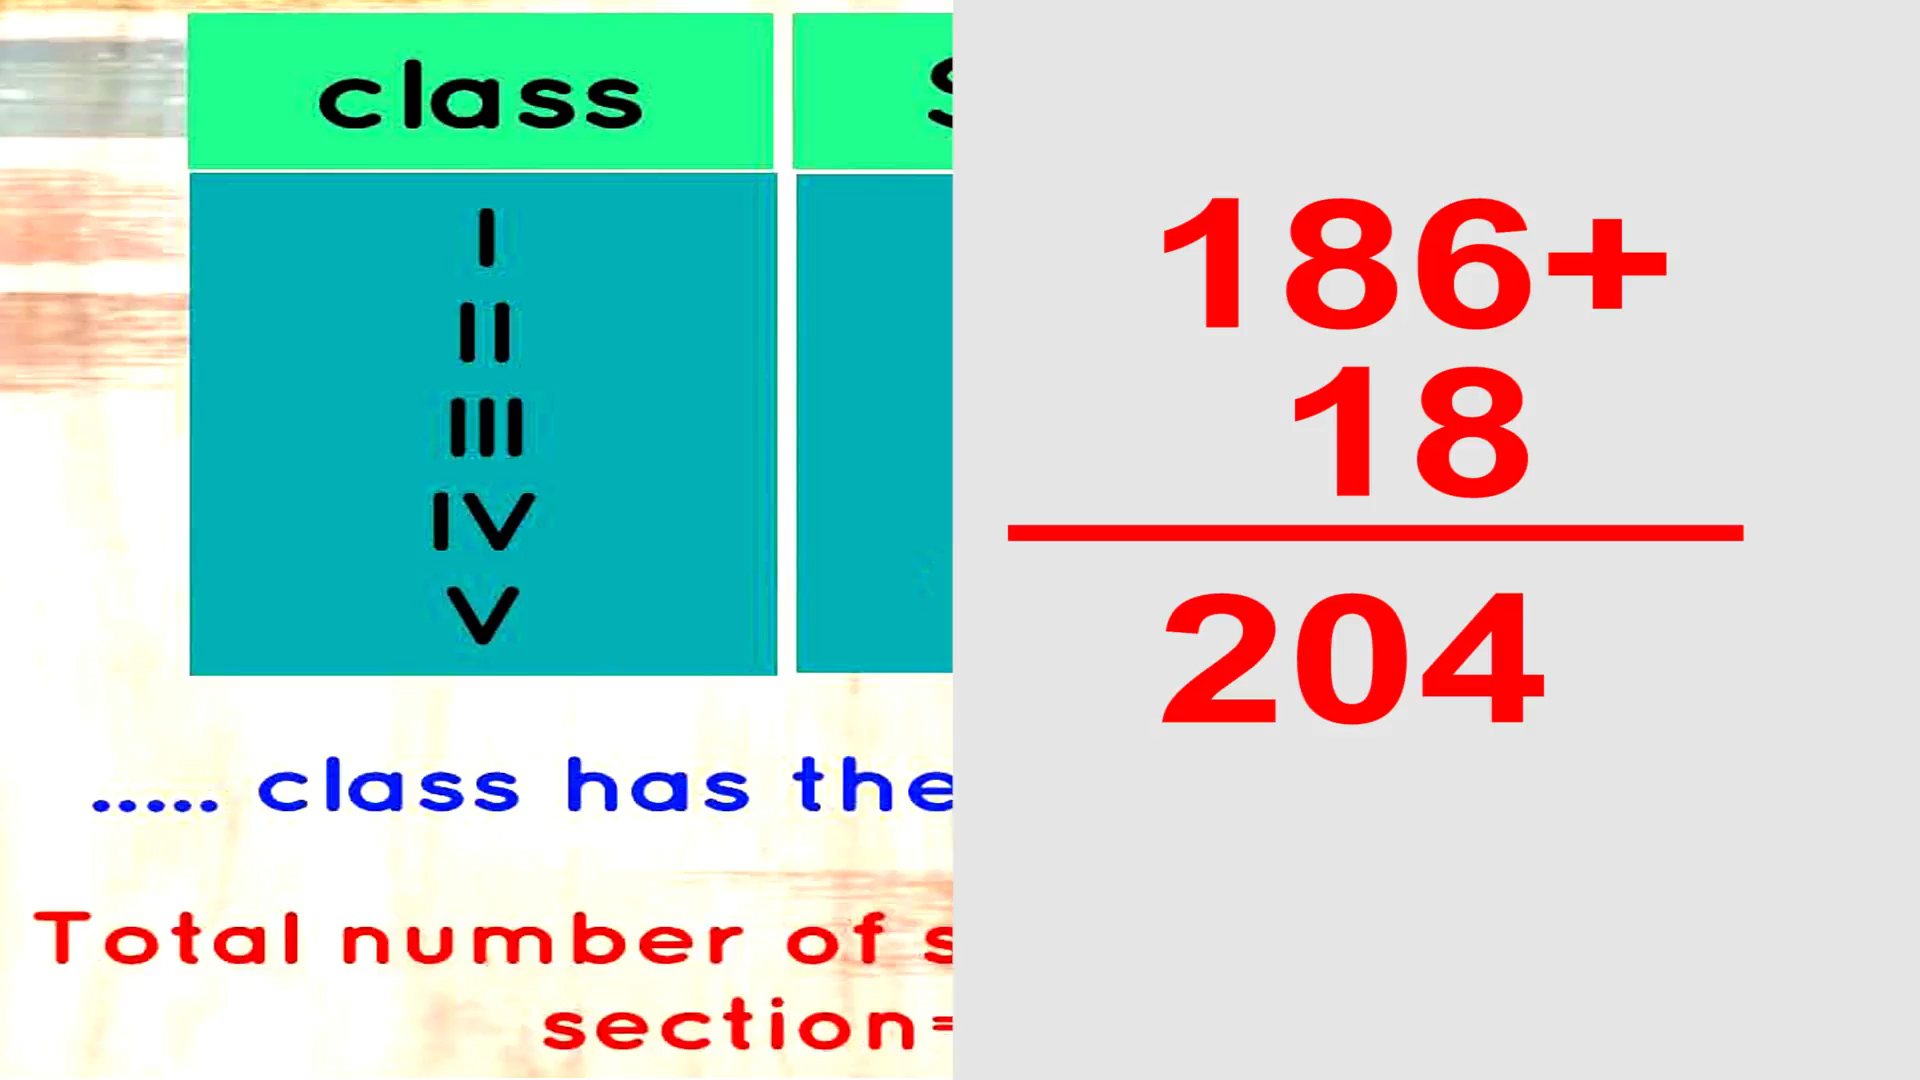 class
I
II
III
IV
V
..... class has the
Total number of
section=
186+
18
204